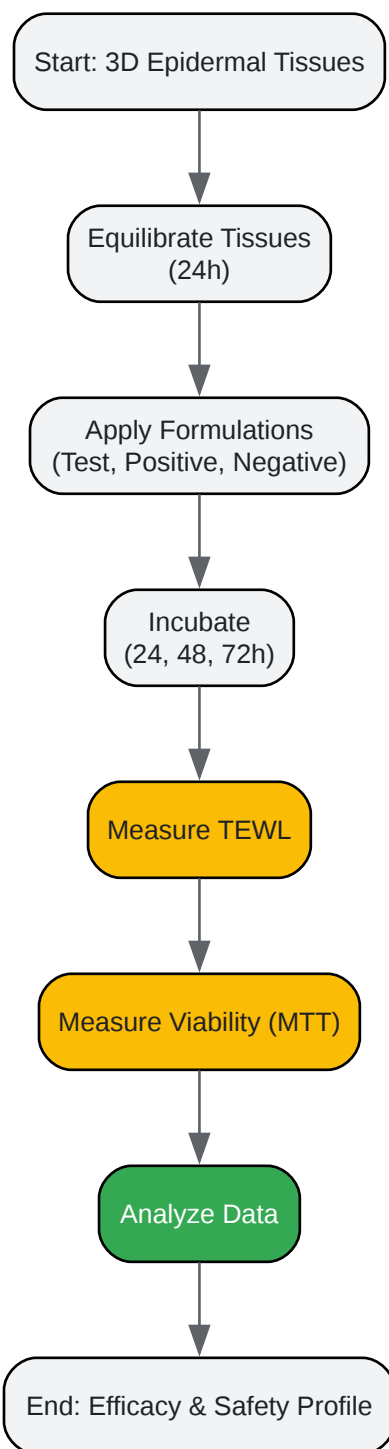 Start: 3D Epidermal Tissues
Equilibrate Tissues
(24h)
Apply Formulations
(Test, Positive, Negative)
Incubate
(24, 48, 72h)
Measure TEWL
Measure Viability (MTT)
Analyze Data
End: Efficacy & Safety Profile